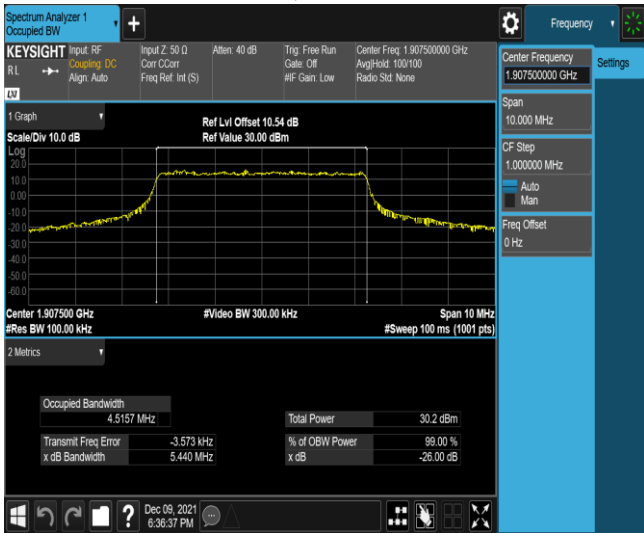 Spectrum Analyzer 1
Occupied BW
Frequency
KEYSIGHT
Input: RF
Coupling: DC
Align: Auto
Input Z: 50 Ω
Corr CCorr
Freq Ref: Int (S)
Atten: 40 dB
Trig: Free Run
Gate: Off
#IF Gain: Low
Center Freq: 1.907500000 GHz
Avg|Hold: 100/100
Radio Std: None
RL
LXI
Center Frequency
1.907500000 GHz
Settings
Span
10.000 MHz
CF Step
1.000000 MHz
Auto
Man
Freq Offset
0 Hz
1 Graph
Scale/Div 10.0 dB
Ref Lvl Offset 10.54 dB
Ref Value 30.00 dBm
Log
20.0
10.0
0.00
-10.0
-20.0
-30.0
-40.0
-50.0
-60.0
Center 1.907500 GHz
#Res BW 100.00 kHz
#Video BW 300.00 kHz
Span 10 MHz
#Sweep 100 ms (1001 pts)
2 Metrics
Occupied Bandwidth
4.5157 MHz
Total Power 30.2 dBm
Transmit Freq Error -3.573 kHz
% of OBW Power 99.00 %
x dB Bandwidth 5.440 MHz
x dB -26.00 dB
?
Dec 09, 2021
6:36:37 PM